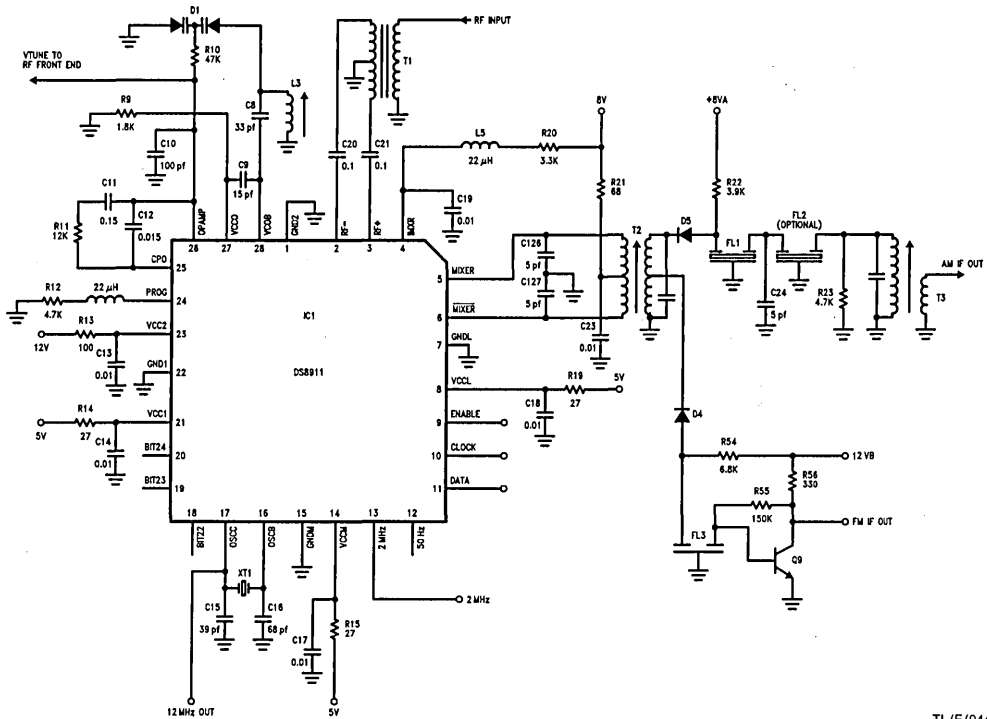 D1
RF INPUT
R10
47K
T1
VTUNE TO
RF FRONT END
L3
8V
+8VA
R9
1.8K
C8
33 pf
L5
22 μH
R20
3.3K
C10
100 pf
C20
0.1
C21
0.1
R21
68
R22
3.9K
C9
15 pf
C11
0.15
C12
0.015
C19
0.01
R11
12K
OPAMP
VCCO
VCOB
GND2
RF-
RF+
T2
D5
FL2
(OPTIONAL)
FL1
26
27
28
1
2
3
4
25
CPO
MIXER
5
C126
5 pf
AM IF OUT
R12
4.7K
22 μH
24
PROG
C127
5 pf
C24
5 pf
R23
4.7K
T3
IC1
DS8911
MIXER
6
R13
100
12V
23
VCC2
GNDL
7
C23
0.01
C13
0.01
22
GND1
VCCL
8
R19
27
5V
R14
27
5V
21
VCC1
C18
0.01
ENABLE
9
D4
C14
0.01
BIT24
20
CLOCK
10
R54
6.8K
12 VB
BIT23
19
DATA
11
R56
330
R55
150K
FM IF OUT
18
17
16
15
14
13
12
BIT22
OSCC
OSCB
GNDM
VCCM
2 MHz
50 Hz
FL3
Q9
XT1
2 MHz
C15
39 pf
C16
68 pf
R15
27
C17
0.01
12 MHz OUT
5V